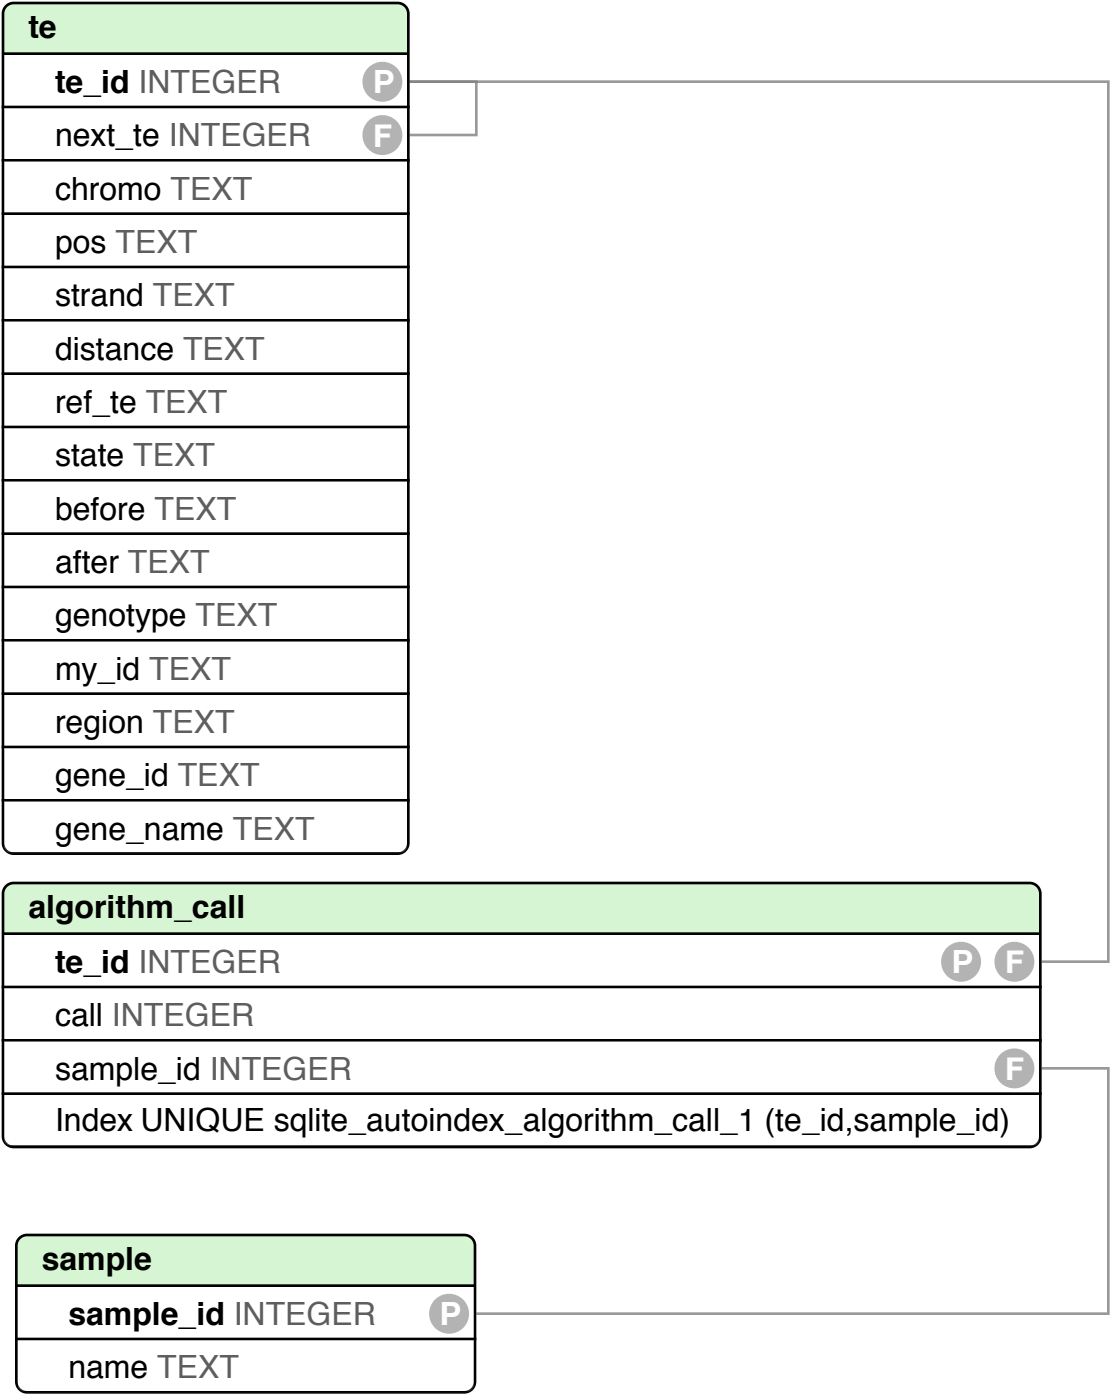 te
te_id INTEGER P
next_te INTEGER F
chromo TEXT
pos TEXT
strand TEXT
distance TEXT
ref_te TEXT
state TEXT
before TEXT
after TEXT
genotype TEXT
my_id TEXT
region TEXT
gene_id TEXT
gene_name TEXT
algorithm_call
te_id INTEGER P F
call INTEGER
sample_id INTEGER F
Index UNIQUE sqlite_autoindex_algorithm_call_1 (te_id,sample_id)
sample
sample_id INTEGER P
name TEXT